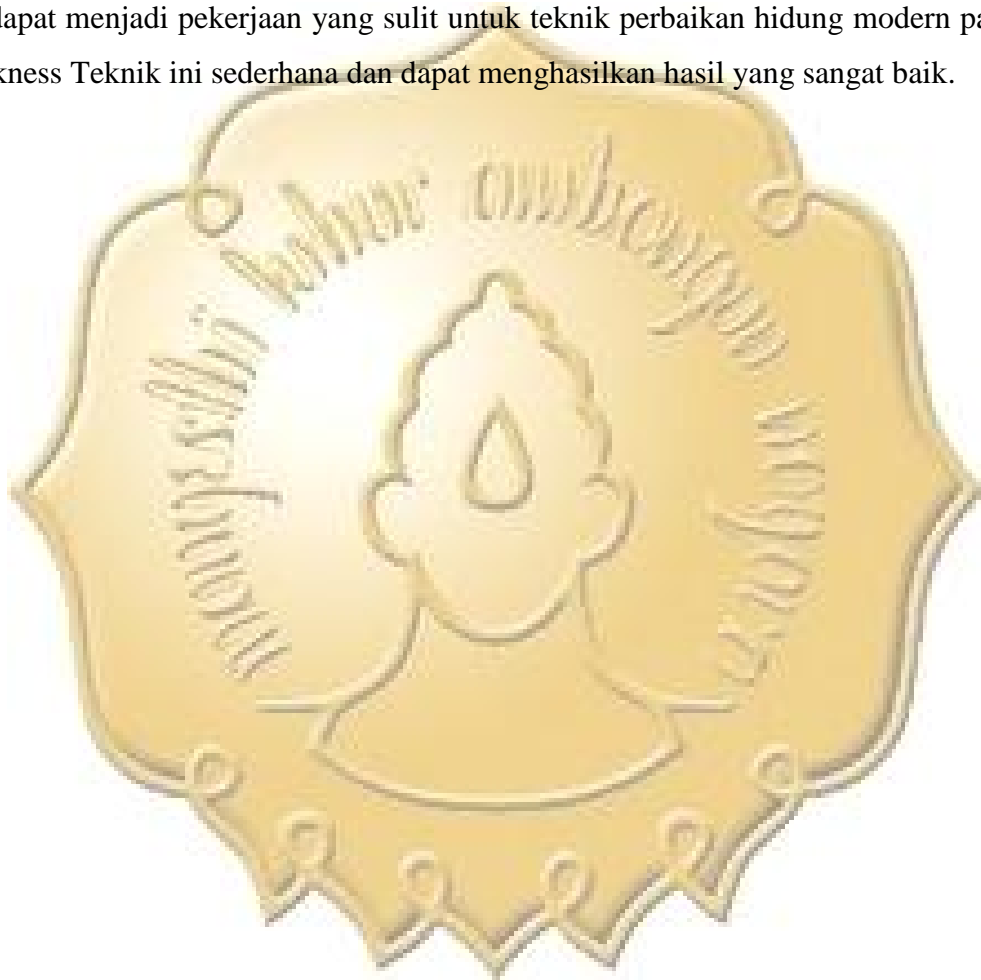 dapat menjadi pekerjaan yang sulit untuk teknik perbaikan hidung modern pa
kness Teknik ini sederhana dan dapat menghasilkan hasil yang sangat baik.